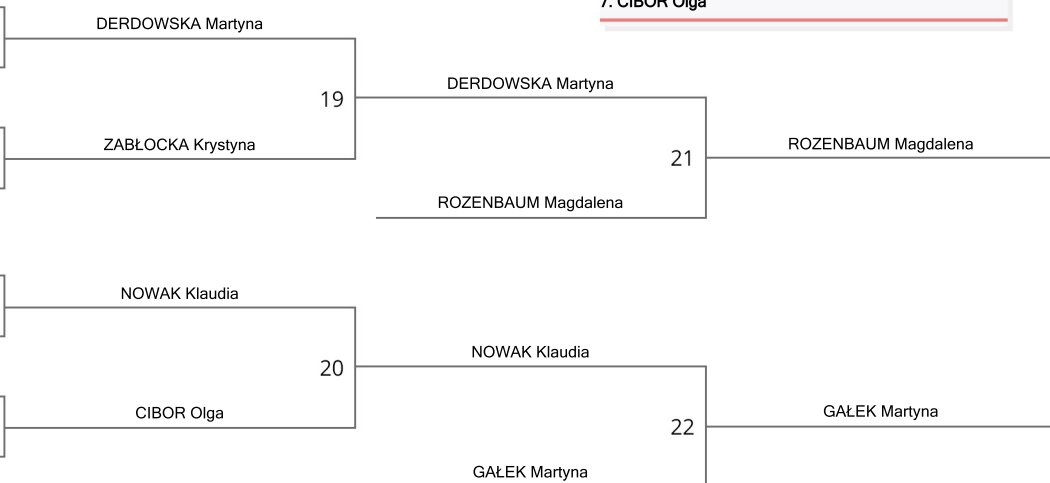 7. CIBOR Olga
DERDOWSKA Martyna
DERDOWSKA Martyna
19
ZABŁOCKA Krystyna
ROZENBAUM Magdalena
21
ROZENBAUM Magdalena
NOWAK Klaudia
NOWAK Klaudia
20
CIBOR Olga
GAŁEK Martyna
22
GAŁEK Martyna